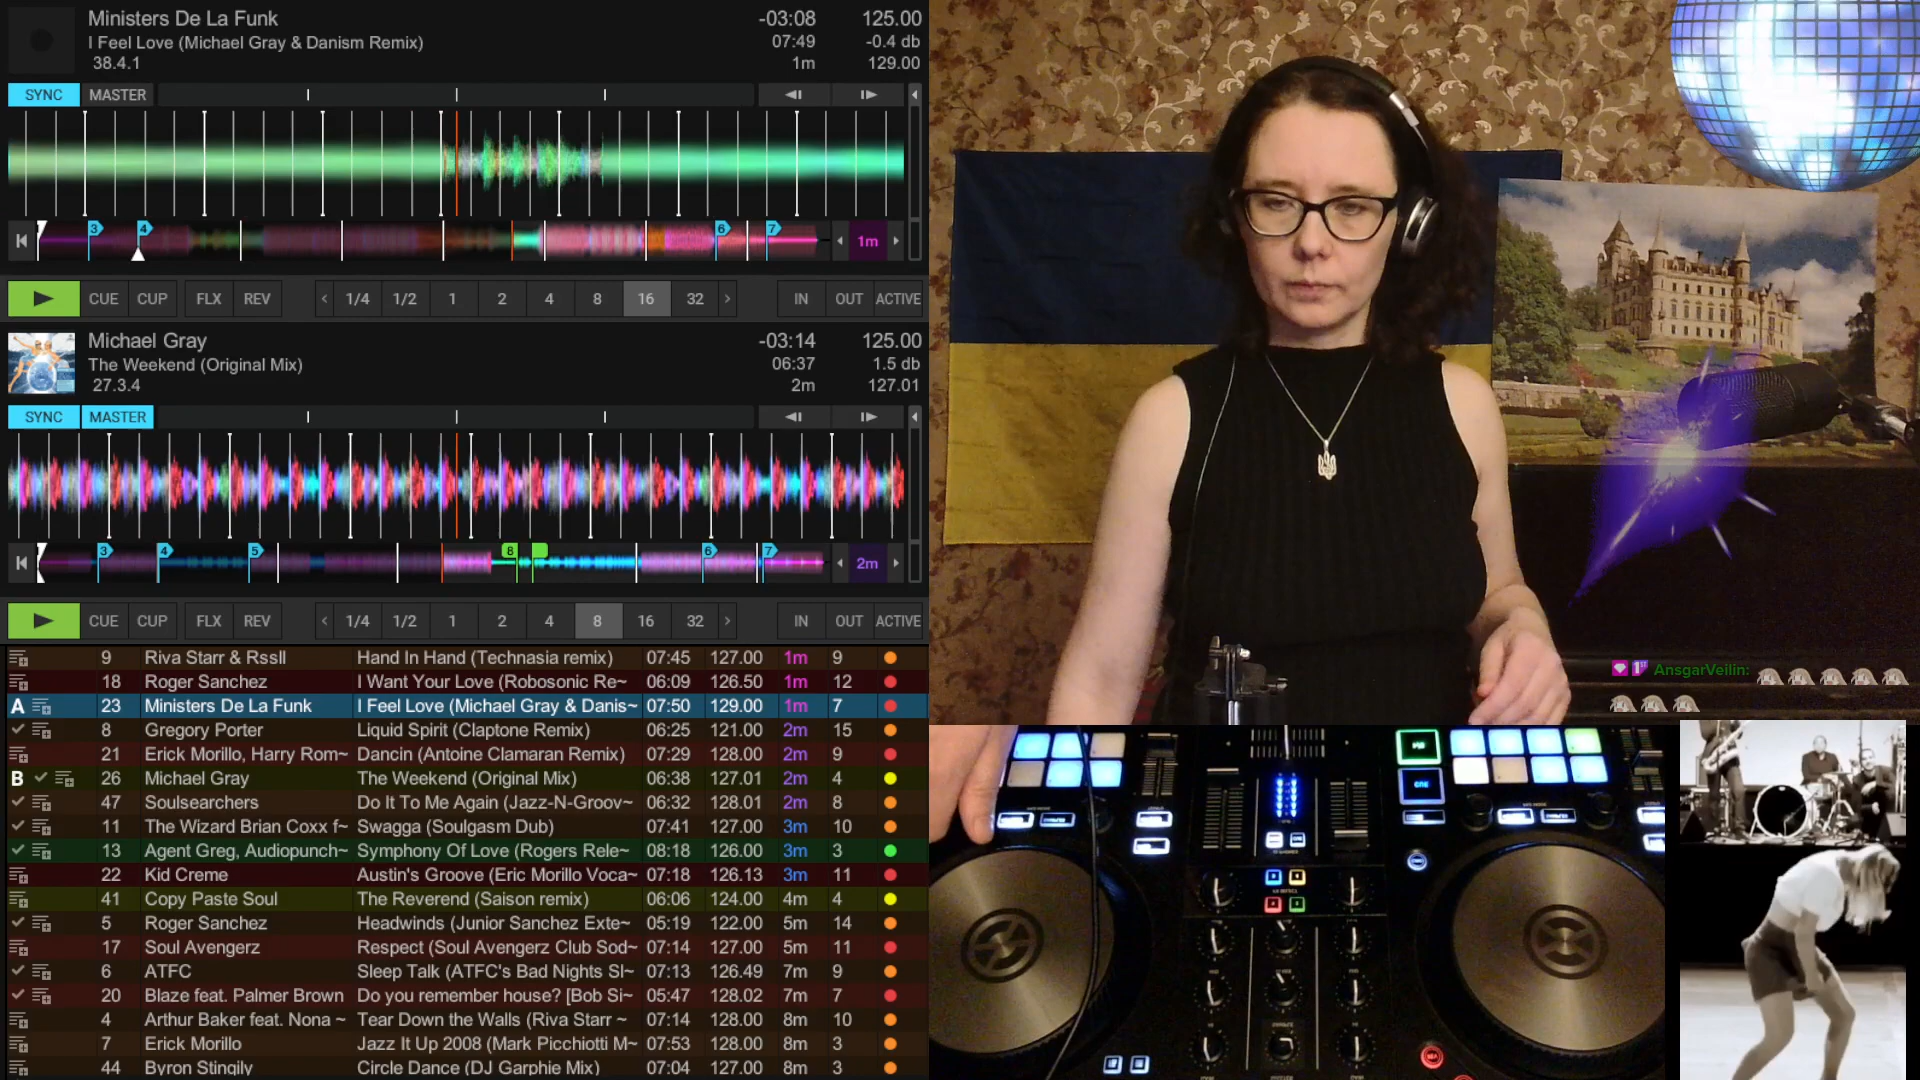 Ministers De La Funk -03:08 125.00
I Feel Love (Michael Gray & Danism Remix) 07:49 -0.4 db
38.4.1 1m 129.00
SYNC MASTER
3 4 6 7 1m
CUE CUP FLX REV < 1/4 1/2 1 2 4 8 16 32 > IN OUT ACTIVE
Michael Gray -03:14 125.00
The Weekend (Original Mix) 06:37 1.5 db
27.3.4 2m 127.01
SYNC MASTER
3 4 5 8 6 7 2m
CUE CUP FLX REV < 1/4 1/2 1 2 4 8 16 32 > IN OUT ACTIVE
9 Riva Starr & Rssll Hand In Hand (Technasia remix) 07:45 127.00 1m 9
18 Roger Sanchez I Want Your Love (Robosonic Re~ 06:09 126.50 1m 12
A 23 Ministers De La Funk I Feel Love (Michael Gray & Danis~ 07:50 129.00 1m 7
8 Gregory Porter Liquid Spirit (Claptone Remix) 06:25 121.00 2m 15
21 Erick Morillo, Harry Rom~ Dancin (Antoine Clamaran Remix) 07:29 128.00 2m 9
B 26 Michael Gray The Weekend (Original Mix) 06:38 127.01 2m 4
47 Soulsearchers Do It To Me Again (Jazz-N-Groov~ 06:32 128.01 2m 8
11 The Wizard Brian Coxx f~ Swagga (Soulgasm Dub) 07:41 127.00 3m 10
13 Agent Greg, Audiopunch~ Symphony Of Love (Rogers Rele~ 08:18 126.00 3m 3
22 Kid Creme Austin's Groove (Eric Morillo Voca~ 07:18 126.13 3m 11
41 Copy Paste Soul The Reverend (Saison remix) 06:06 124.00 4m 4
5 Roger Sanchez Headwinds (Junior Sanchez Exte~ 05:19 122.00 5m 14
17 Soul Avengerz Respect (Soul Avengerz Club Sod~ 07:14 127.00 5m 11
6 ATFC Sleep Talk (ATFC's Bad Nights Sl~ 07:13 126.49 7m 9
20 Blaze feat. Palmer Brown Do you remember house? [Bob Si~ 05:47 128.02 7m 7
4 Arthur Baker feat. Nona ~ Tear Down the Walls (Riva Starr ~ 07:14 128.00 8m 10
7 Erick Morillo Jazz It Up 2008 (Mark Picchiotti M~ 07:53 128.00 8m 3
44 Byron Stingily Circle Dance (DJ Garphie Mix) 07:04 127.00 8m 3
AnsgarVeilin: